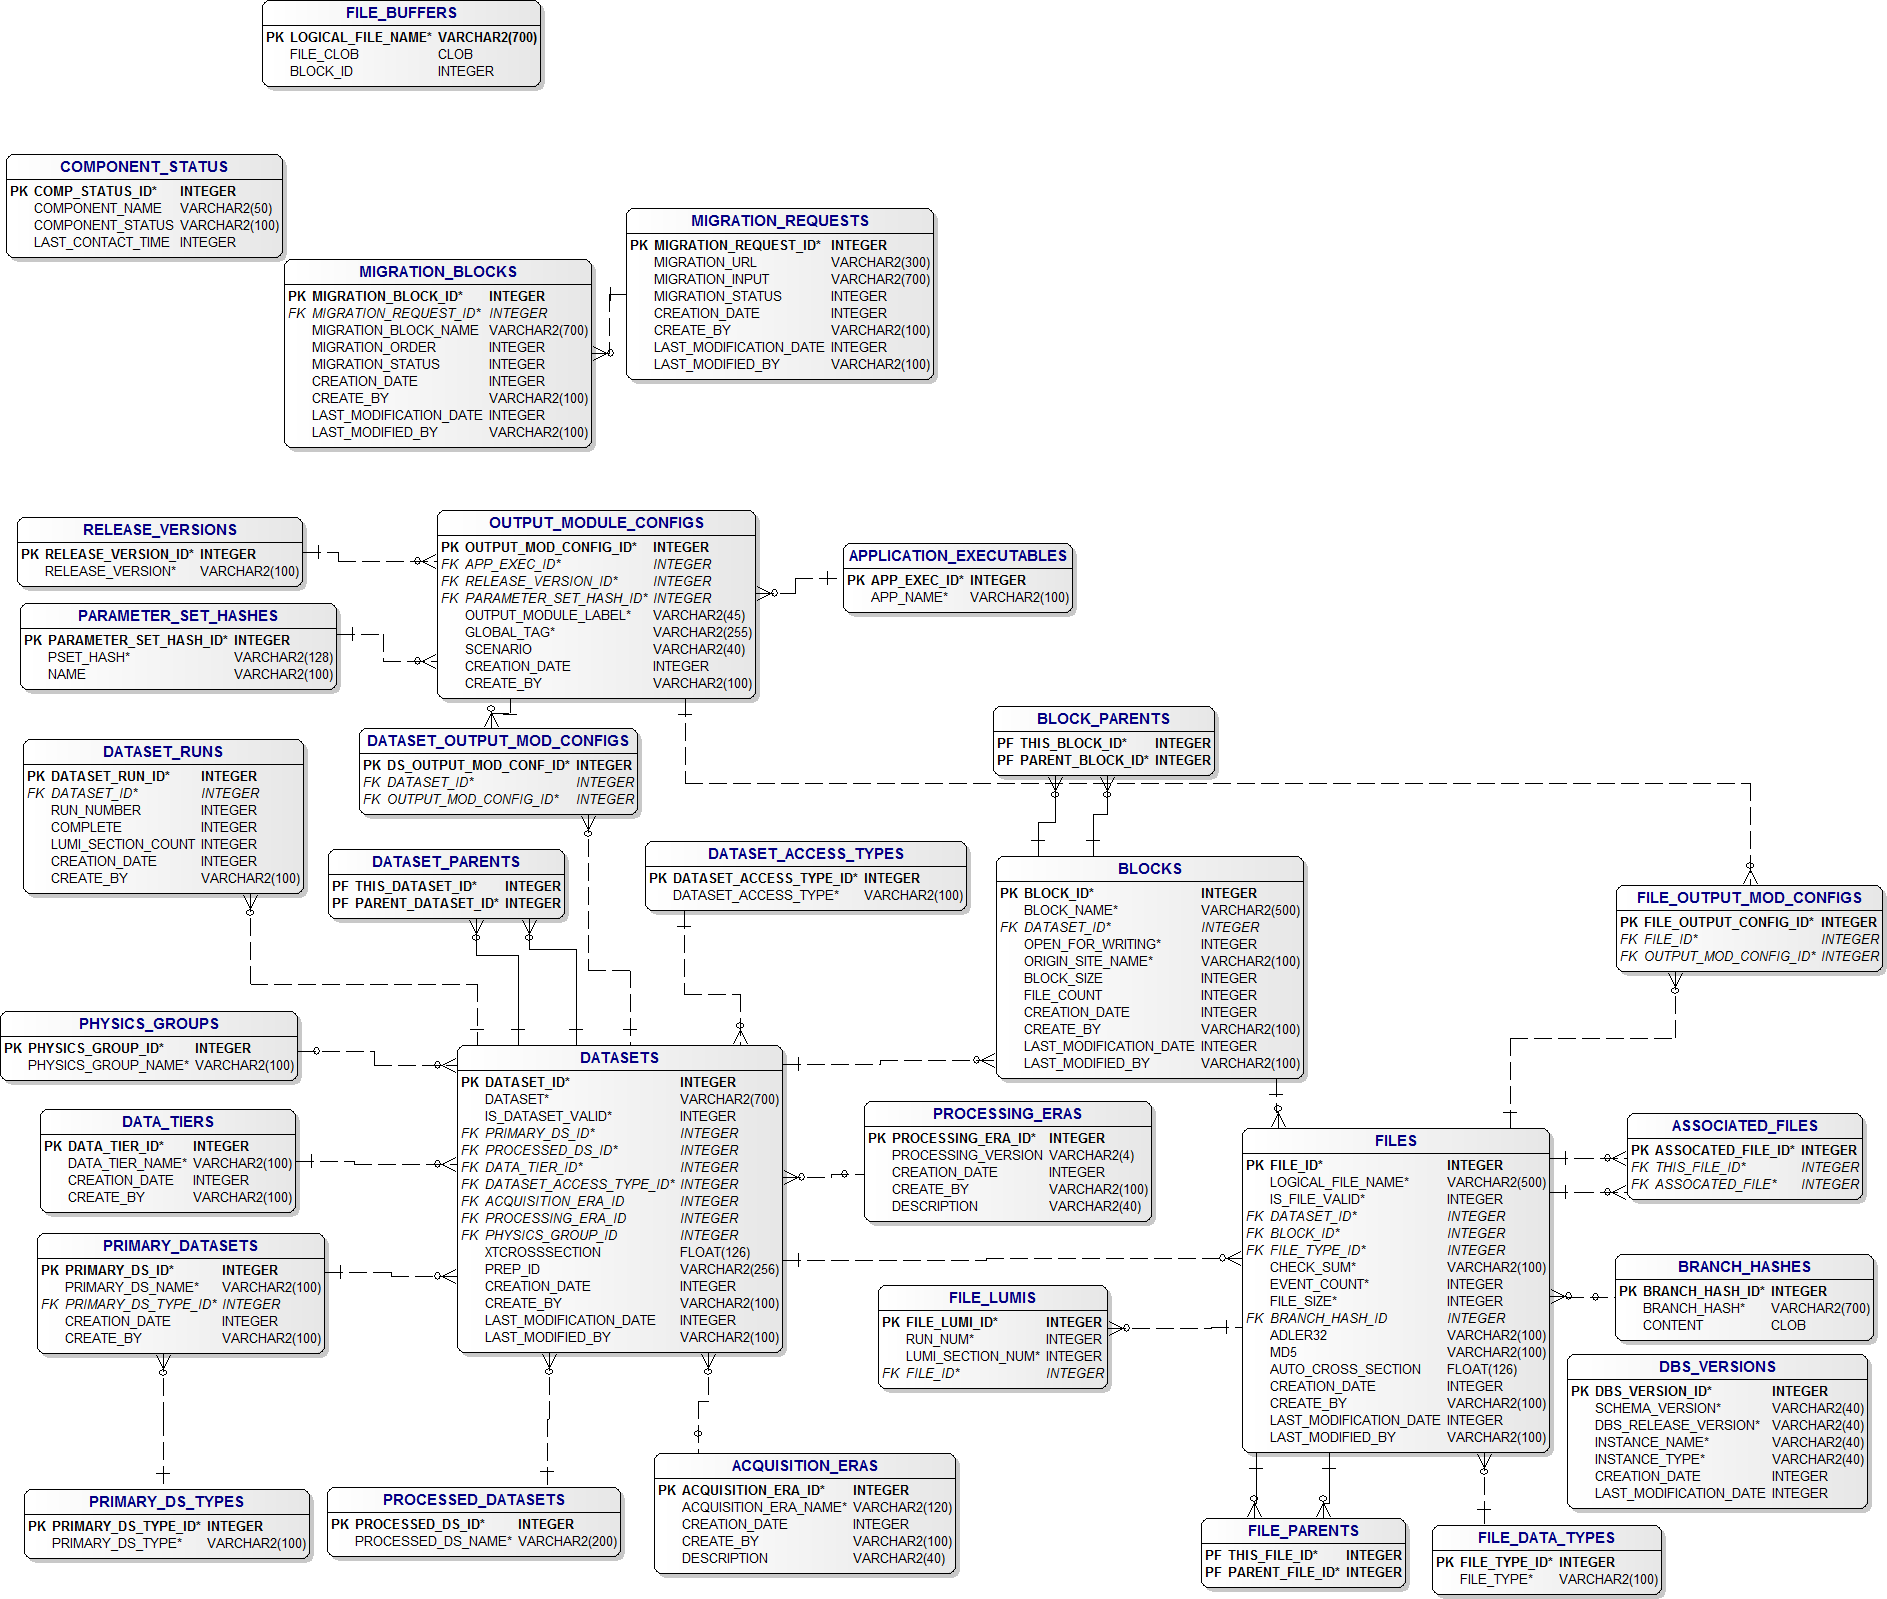 FILE_BUFFERS
PK LOGICAL_FILE_NAME* VARCHAR2(700)
FILE_CLOB CLOB
BLOCK_ID INTEGER
COMPONENT_STATUS
PK COMP_STATUS_ID* INTEGER
COMPONENT_NAME VARCHAR2(50)
COMPONENT_STATUS VARCHAR2(100)
LAST_CONTACT_TIME INTEGER
MIGRATION_REQUESTS
PK MIGRATION_REQUEST_ID* INTEGER
MIGRATION_URL VARCHAR2(300)
MIGRATION_INPUT VARCHAR2(700)
MIGRATION_STATUS INTEGER
CREATION_DATE INTEGER
CREATE_BY VARCHAR2(100)
LAST_MODIFICATION_DATE INTEGER
LAST_MODIFIED_BY VARCHAR2(100)
MIGRATION_BLOCKS
PK MIGRATION_BLOCK_ID* INTEGER
FK MIGRATION_REQUEST_ID* INTEGER
MIGRATION_BLOCK_NAME VARCHAR2(700)
MIGRATION_ORDER INTEGER
MIGRATION_STATUS INTEGER
CREATION_DATE INTEGER
CREATE_BY VARCHAR2(100)
LAST_MODIFICATION_DATE INTEGER
LAST_MODIFIED_BY VARCHAR2(100)
RELEASE_VERSIONS
PK RELEASE_VERSION_ID* INTEGER
RELEASE_VERSION* VARCHAR2(100)
OUTPUT_MODULE_CONFIGS
PK OUTPUT_MOD_CONFIG_ID* INTEGER
FK APP_EXEC_ID* INTEGER
FK RELEASE_VERSION_ID* INTEGER
FK PARAMETER_SET_HASH_ID* INTEGER
OUTPUT_MODULE_LABEL* VARCHAR2(45)
GLOBAL_TAG* VARCHAR2(255)
SCENARIO VARCHAR2(40)
CREATION_DATE INTEGER
CREATE_BY VARCHAR2(100)
APPLICATION_EXECUTABLES
PK APP_EXEC_ID* INTEGER
APP_NAME* VARCHAR2(100)
PARAMETER_SET_HASHES
PK PARAMETER_SET_HASH_ID* INTEGER
PSET_HASH* VARCHAR2(128)
NAME VARCHAR2(100)
BLOCK_PARENTS
PF THIS_BLOCK_ID* INTEGER
PF PARENT_BLOCK_ID* INTEGER
DATASET_OUTPUT_MOD_CONFIGS
PK DS_OUTPUT_MOD_CONF_ID* INTEGER
FK DATASET_ID* INTEGER
FK OUTPUT_MOD_CONFIG_ID* INTEGER
DATASET_RUNS
PK DATASET_RUN_ID* INTEGER
FK DATASET_ID* INTEGER
RUN_NUMBER INTEGER
COMPLETE INTEGER
LUMI_SECTION_COUNT INTEGER
CREATION_DATE INTEGER
CREATE_BY VARCHAR2(100)
DATASET_PARENTS
PF THIS_DATASET_ID* INTEGER
PF PARENT_DATASET_ID* INTEGER
DATASET_ACCESS_TYPES
PK DATASET_ACCESS_TYPE_ID* INTEGER
DATASET_ACCESS_TYPE* VARCHAR2(100)
BLOCKS
PK BLOCK_ID* INTEGER
BLOCK_NAME* VARCHAR2(500)
FK DATASET_ID* INTEGER
OPEN_FOR_WRITING* INTEGER
ORIGIN_SITE_NAME* VARCHAR2(100)
BLOCK_SIZE INTEGER
FILE_COUNT INTEGER
CREATION_DATE INTEGER
CREATE_BY VARCHAR2(100)
LAST_MODIFICATION_DATE INTEGER
LAST_MODIFIED_BY VARCHAR2(100)
FILE_OUTPUT_MOD_CONFIGS
PK FILE_OUTPUT_CONFIG_ID* INTEGER
FK FILE_ID* INTEGER
FK OUTPUT_MOD_CONFIG_ID* INTEGER
PHYSICS_GROUPS
PK PHYSICS_GROUP_ID* INTEGER
PHYSICS_GROUP_NAME* VARCHAR2(100)
DATASETS
PK DATASET_ID* INTEGER
DATASET* VARCHAR2(700)
IS_DATASET_VALID* INTEGER
FK PRIMARY_DS_ID* INTEGER
FK PROCESSED_DS_ID* INTEGER
FK DATA_TIER_ID* INTEGER
FK DATASET_ACCESS_TYPE_ID* INTEGER
FK ACQUISITION_ERA_ID INTEGER
FK PROCESSING_ERA_ID INTEGER
FK PHYSICS_GROUP_ID INTEGER
XTCROSSSECTION FLOAT(126)
PREP_ID VARCHAR2(256)
CREATION_DATE INTEGER
CREATE_BY VARCHAR2(100)
LAST_MODIFICATION_DATE INTEGER
LAST_MODIFIED_BY VARCHAR2(100)
DATA_TIERS
PK DATA_TIER_ID* INTEGER
DATA_TIER_NAME* VARCHAR2(100)
CREATION_DATE INTEGER
CREATE_BY VARCHAR2(100)
PROCESSING_ERAS
PK PROCESSING_ERA_ID* INTEGER
PROCESSING_VERSION VARCHAR2(4)
CREATION_DATE INTEGER
CREATE_BY VARCHAR2(100)
DESCRIPTION VARCHAR2(40)
FILES
PK FILE_ID* INTEGER
LOGICAL_FILE_NAME* VARCHAR2(500)
IS_FILE_VALID* INTEGER
FK DATASET_ID* INTEGER
FK BLOCK_ID* INTEGER
FK FILE_TYPE_ID* INTEGER
CHECK_SUM* VARCHAR2(100)
EVENT_COUNT* INTEGER
FILE_SIZE* INTEGER
FK BRANCH_HASH_ID INTEGER
ADLER32 VARCHAR2(100)
MD5 VARCHAR2(100)
AUTO_CROSS_SECTION FLOAT(126)
CREATION_DATE INTEGER
CREATE_BY VARCHAR2(100)
LAST_MODIFICATION_DATE INTEGER
LAST_MODIFIED_BY VARCHAR2(100)
ASSOCIATED_FILES
PK ASSOCATED_FILE_ID* INTEGER
FK THIS_FILE_ID* INTEGER
FK ASSOCATED_FILE* INTEGER
PRIMARY_DATASETS
PK PRIMARY_DS_ID* INTEGER
PRIMARY_DS_NAME* VARCHAR2(100)
FK PRIMARY_DS_TYPE_ID* INTEGER
CREATION_DATE INTEGER
CREATE_BY VARCHAR2(100)
BRANCH_HASHES
PK BRANCH_HASH_ID* INTEGER
BRANCH_HASH* VARCHAR2(700)
CONTENT CLOB
FILE_LUMIS
PK FILE_LUMI_ID* INTEGER
RUN_NUM* INTEGER
LUMI_SECTION_NUM* INTEGER
FK FILE_ID* INTEGER
DBS_VERSIONS
PK DBS_VERSION_ID* INTEGER
SCHEMA_VERSION* VARCHAR2(40)
DBS_RELEASE_VERSION* VARCHAR2(40)
INSTANCE_NAME* VARCHAR2(40)
INSTANCE_TYPE* VARCHAR2(40)
CREATION_DATE INTEGER
LAST_MODIFICATION_DATE INTEGER
ACQUISITION_ERAS
PK ACQUISITION_ERA_ID* INTEGER
ACQUISITION_ERA_NAME* VARCHAR2(120)
CREATION_DATE INTEGER
CREATE_BY VARCHAR2(100)
DESCRIPTION VARCHAR2(40)
PRIMARY_DS_TYPES
PK PRIMARY_DS_TYPE_ID* INTEGER
PRIMARY_DS_TYPE* VARCHAR2(100)
PROCESSED_DATASETS
PK PROCESSED_DS_ID* INTEGER
PROCESSED_DS_NAME* VARCHAR2(200)
FILE_PARENTS
PF THIS_FILE_ID* INTEGER
PF PARENT_FILE_ID* INTEGER
FILE_DATA_TYPES
PK FILE_TYPE_ID* INTEGER
FILE_TYPE* VARCHAR2(100)